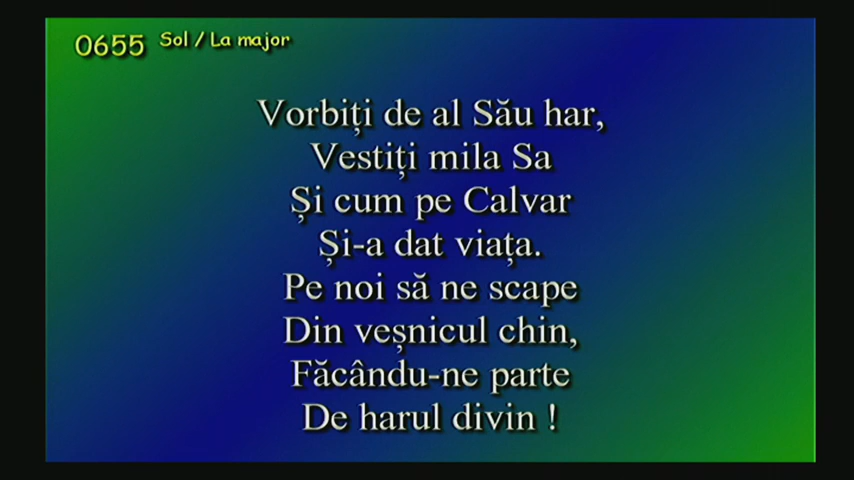 0655 Sol / La major
Vorbiți de al Său har,
Vestiți mila Sa
Și cum pe Calvar
Și-a dat viața.
Pe noi să ne scape
Din veșnicul chin,
Făcându-ne parte
De harul divin !